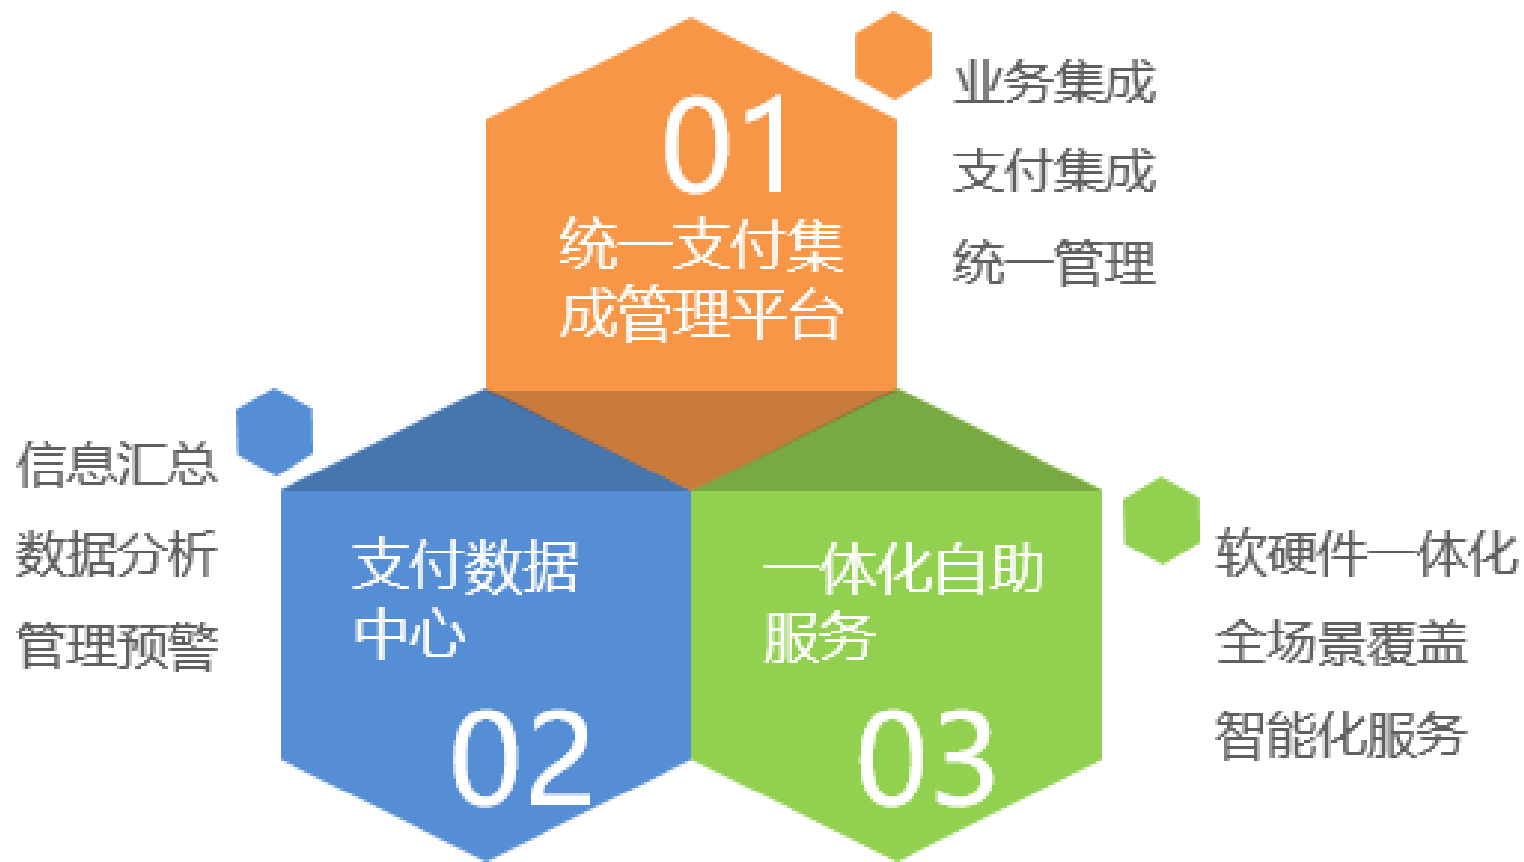 01
统一支付集
成管理平台
业务集成
支付集成
统一管理
信息汇总
数据分析
管理预警
支付数据
中心
02
一体化自助
服务
03
软硬件一体化
全场景覆盖
智能化服务